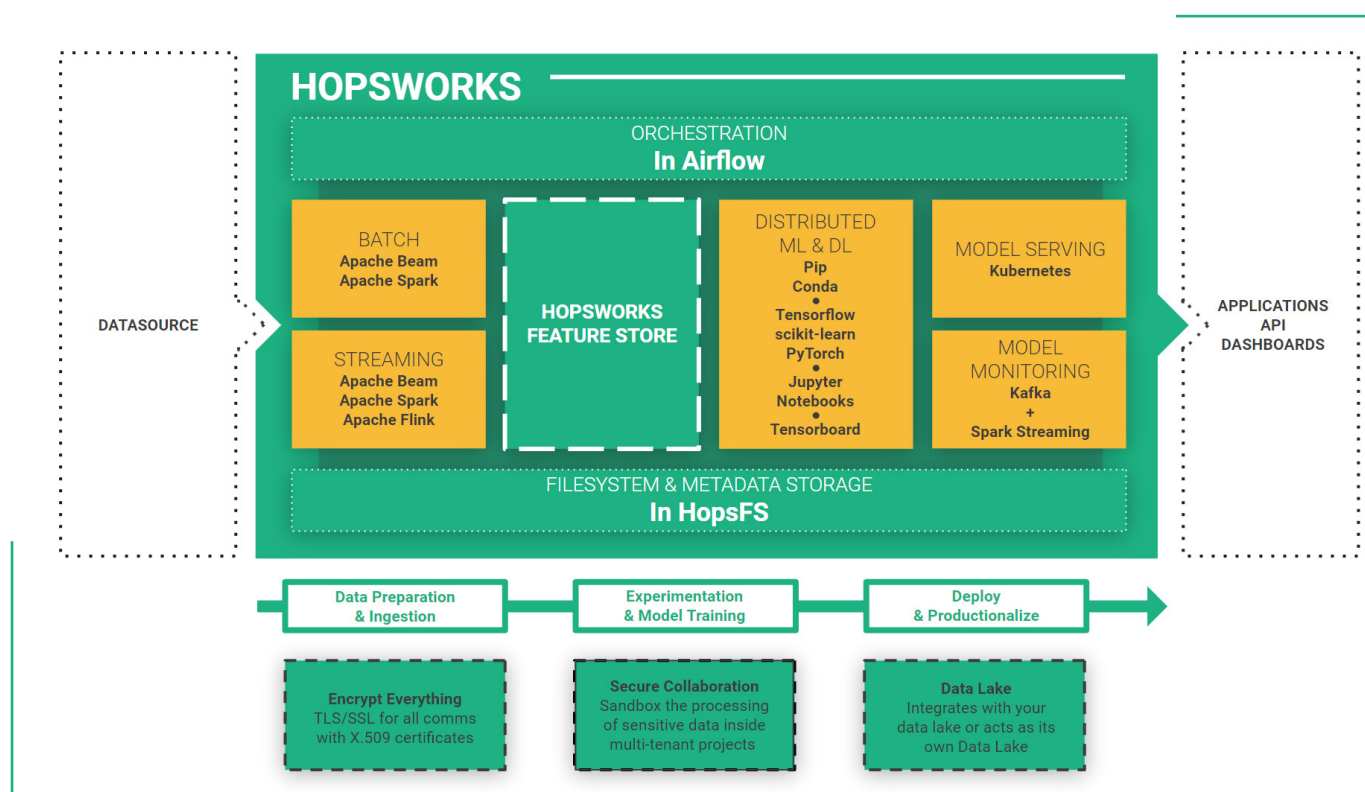 HOPSWORKS
ORCHESTRATION
In Airflow
DATASOURCE
BATCH
Apache Beam
Apache Spark
STREAMING
Apache Beam
Apache Spark
Apache Flink
HOPSWORKS
FEATURE STORE
DISTRIBUTED
ML & DL
Pip
Conda
•
Tensorflow
scikit-learn
PyTorch
•
Jupyter
Notebooks
•
Tensorboard
MODEL SERVING
Kubernetes
MODEL
MONITORING
Kafka
+
Spark Streaming
APPLICATIONS
API
DASHBOARDS
FILESYSTEM & METADATA STORAGE
In HopsFS
Data Preparation
& Ingestion
Experimentation
& Model Training
Deploy
& Productionalize
Encrypt Everything
TLS/SSL for all comms
with X.509 certificates
Secure Collaboration
Sandbox the processing
of sensitive data inside
multi-tenant projects
Data Lake
Integrates with your
data lake or acts as its
own Data Lake